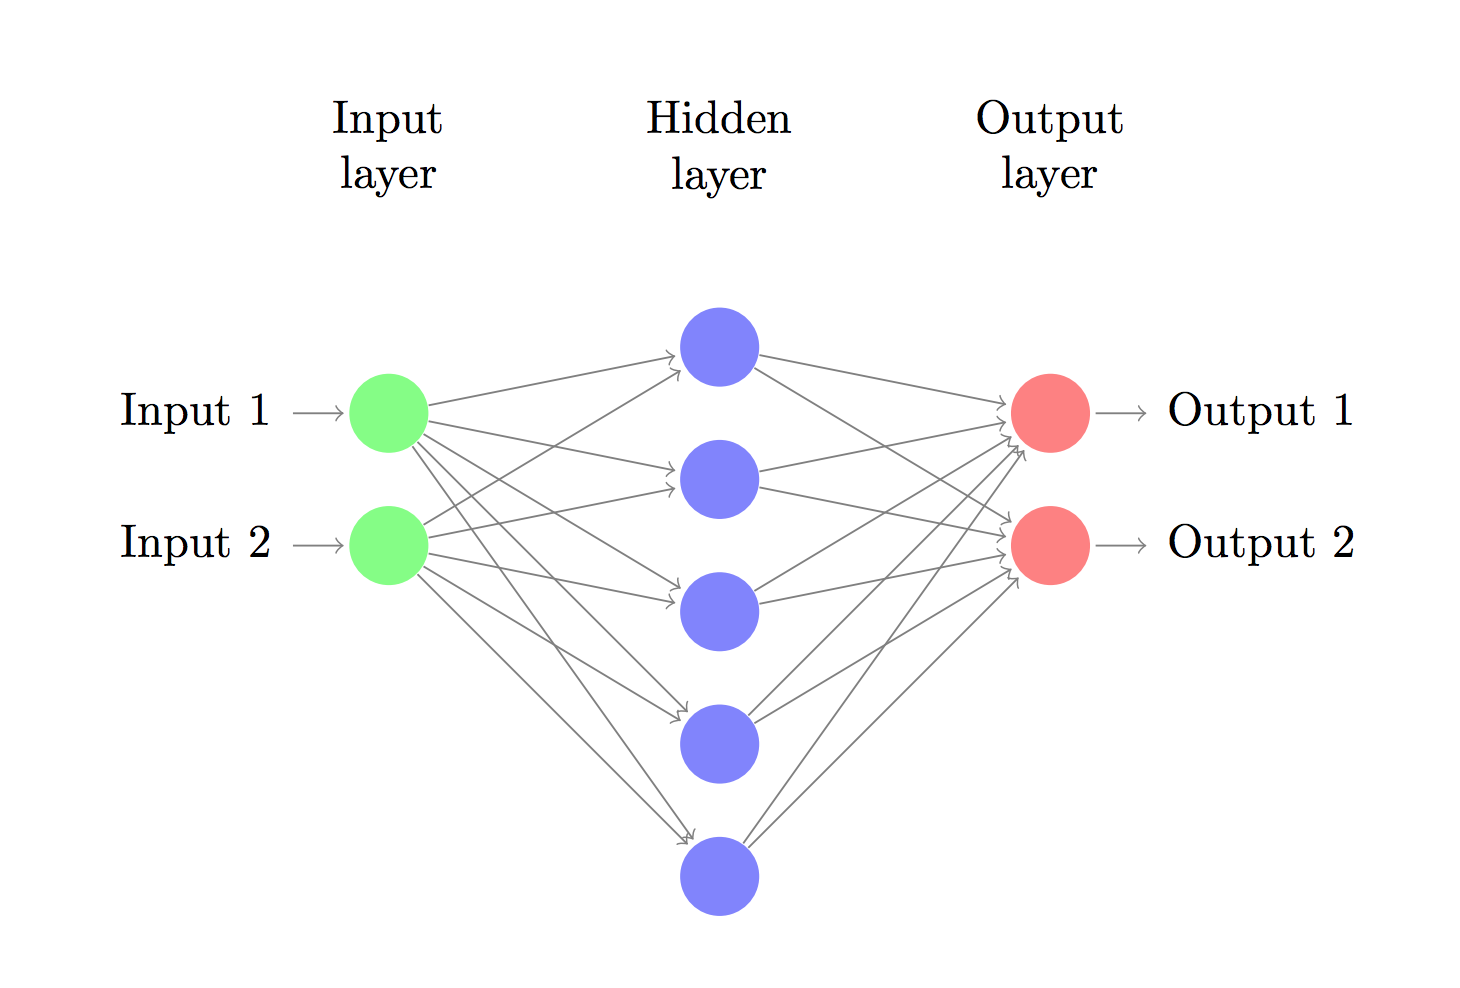 Input
layer
Hidden
layer
Output
layer
Input 1
Output 1
Input 2
Output 2